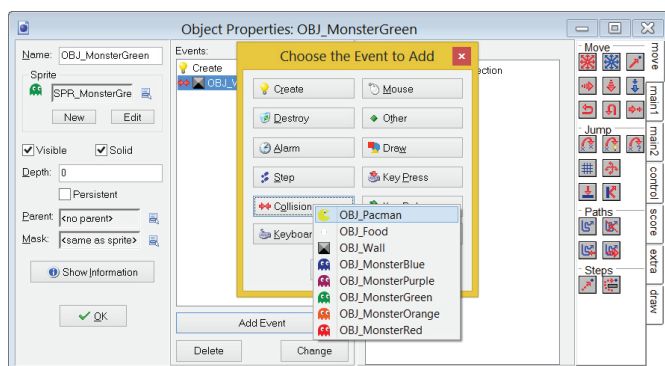 Object Properties: OBJ_MonsterGreen
Name: OBJ_MonsterGreen
Sprite
SPR_MonsterGre
New Edit
Visible Solid
Depth: 0
Persistent
Parent: <no parent>
Mask: <same as sprite>
Show Information
OK
Events:
Create
OBJ_
Add Event
Delete Change
Choose the Event to Add
Create Mouse
Destroy Other
Alarm Draw
Step Key Press
Collision
Keyboar
OBJ_Pacman
OBJ_Food
OBJ_Wall
OBJ_MonsterBlue
OBJ_MonsterPurple
OBJ_MonsterGreen
OBJ_MonsterOrange
OBJ_MonsterRed
Move
Jump
Paths
Steps
move
main1
main2
control
score
extra
draw